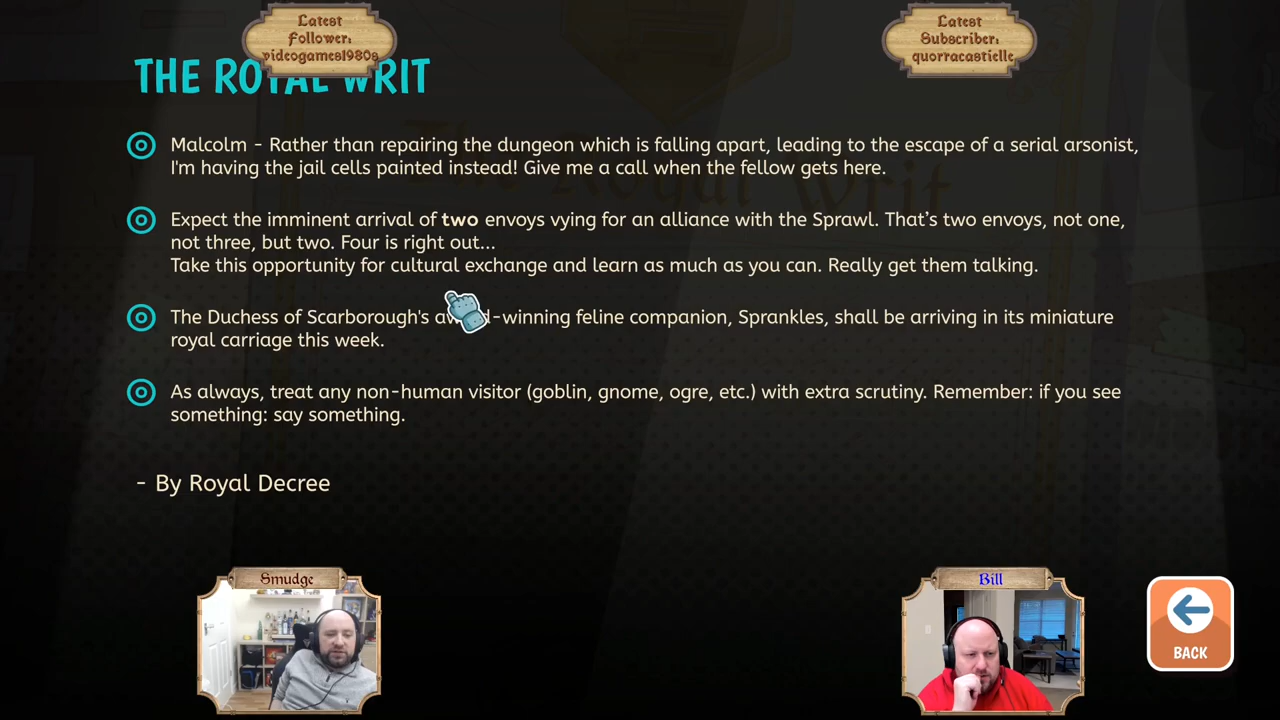 Latest
Follower:
videogames1980s
Latest
Subscriber:
quorracastielle
THE ROYAL WRIT
Malcolm - Rather than repairing the dungeon which is falling apart, leading to the escape of a serial arsonist,
I'm having the jail cells painted instead! Give me a call when the fellow gets here.
Expect the imminent arrival of two envoys vying for an alliance with the Sprawl. That's two envoys, not one,
not three, but two. Four is right out...
Take this opportunity for cultural exchange and learn as much as you can. Really get them talking.
The Duchess of Scarborough's award-winning feline companion, Sprankles, shall be arriving in its miniature
royal carriage this week.
As always, treat any non-human visitor (goblin, gnome, ogre, etc.) with extra scrutiny. Remember: if you see
something: say something.
- By Royal Decree
Smudge
Bill
BACK